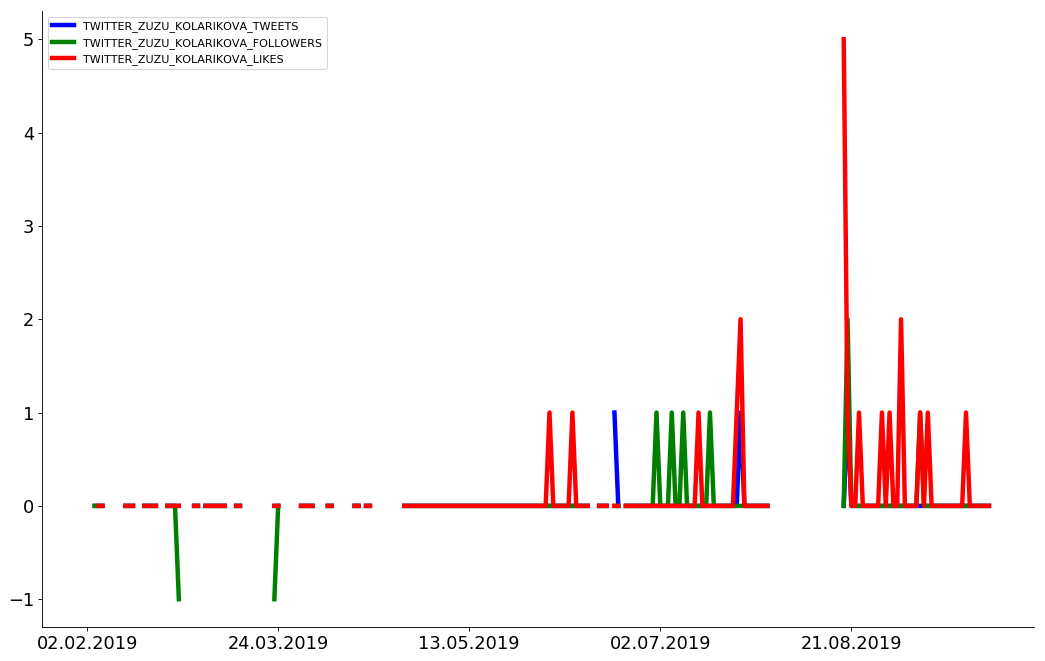 TWITTER_ZUZU_KOLARIKOVA_TWEETS
TWITTER_ZUZU_KOLARIKOVA_FOLLOWERS
TWITTER_ZUZU_KOLARIKOVA_LIKES
5
4
3
2
1
0
−1
02.02.2019 24.03.2019 13.05.2019 02.07.2019 21.08.2019